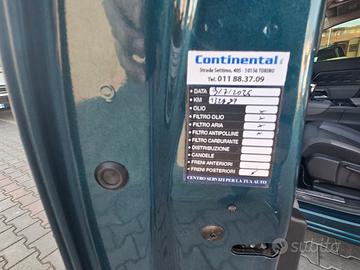 Continental
Strada Settimo, 405 - 10156 TORINO
Tel. 011 88.37.09
• DATA
• KM
• OLIO
• FILTRO OLIO
• FILTRO ARIA
• FILTRO ANTIPOLLINE
• FILTRO CARBURANTE
• DISTRIBUZIONE
• CANDELE
• FRENI ANTERIORI
• FRENI POSTERIORI
CENTRO SERVIZI PER LA TUA AUTO
subito